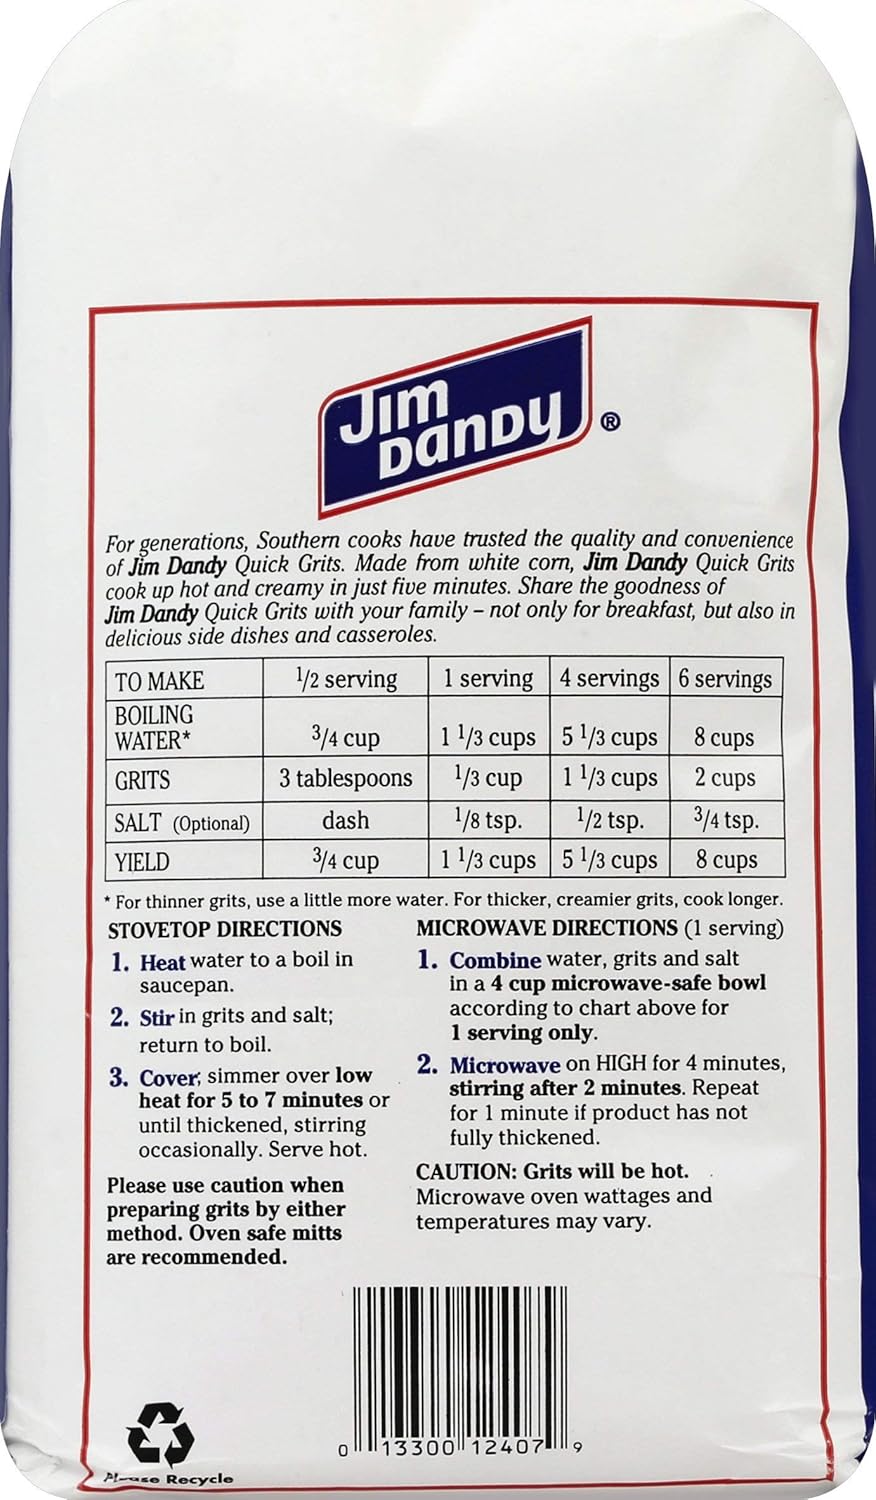 Jim
Dandy®
For generations, Southern cooks have trusted the quality and convenience
of Jim Dandy Quick Grits. Made from white corn, Jim Dandy Quick Grits
cook up hot and creamy in just five minutes. Share the goodness of
Jim Dandy Quick Grits with your family – not only for breakfast, but also in
delicious side dishes and casseroles.
TO MAKE 1/2 serving 1 serving 4 servings 6 servings
BOILING
WATER* 3/4 cup 1 1/3 cups 5 1/3 cups 8 cups
GRITS 3 tablespoons 1/3 cup 1 1/3 cups 2 cups
SALT (Optional) dash 1/8 tsp. 1/2 tsp. 3/4 tsp.
YIELD 3/4 cup 1 1/3 cups 5 1/3 cups 8 cups
* For thinner grits, use a little more water. For thicker, creamier grits, cook longer.
STOVETOP DIRECTIONS
1. Heat water to a boil in
saucepan.
2. Stir in grits and salt;
return to boil.
3. Cover; simmer over low
heat for 5 to 7 minutes or
until thickened, stirring
occasionally. Serve hot.
Please use caution when
preparing grits by either
method. Oven safe mitts
are recommended.
MICROWAVE DIRECTIONS (1 serving)
1. Combine water, grits and salt
in a 4 cup microwave-safe bowl
according to chart above for
1 serving only.
2. Microwave on HIGH for 4 minutes,
stirring after 2 minutes. Repeat
for 1 minute if product has not
fully thickened.
CAUTION: Grits will be hot.
Microwave oven wattages and
temperatures may vary.
0 13300 12407 9
Please Recycle